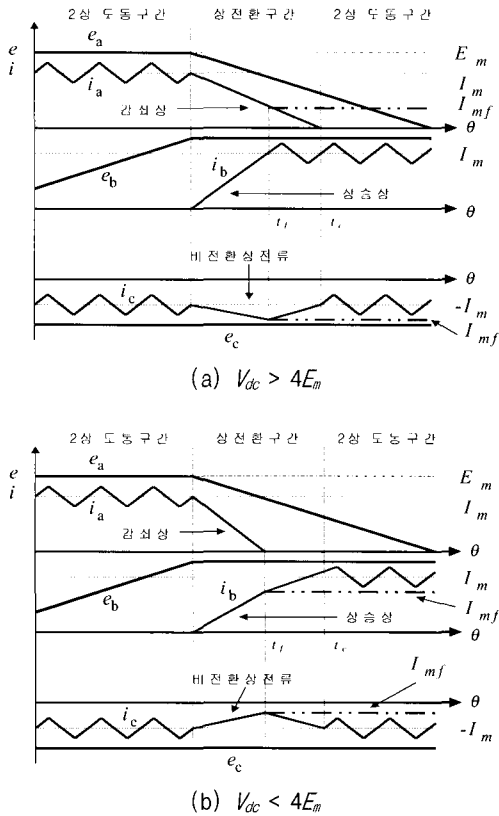 2상 도통구간 상전환구간 2상 도통구간
e
i
e_a
E_m
i_a
I_m
감쇠상
I_mf
θ
i_b
I_m
e_b
상승상
θ
t_f
비전환상전류
θ
i_c
-I_m
I_mf
e_c
(a) V_dc > 4E_m
2상 도통구간 상전환구간 2상 도통구간
e
i
e_a
E_m
i_a
I_m
감쇠상
θ
i_b
I_m
e_b
I_mf
상승상
θ
t_f t_c
비전환상전류
I_mf
θ
i_c
-I_m
e_c
(b) V_dc < 4E_m